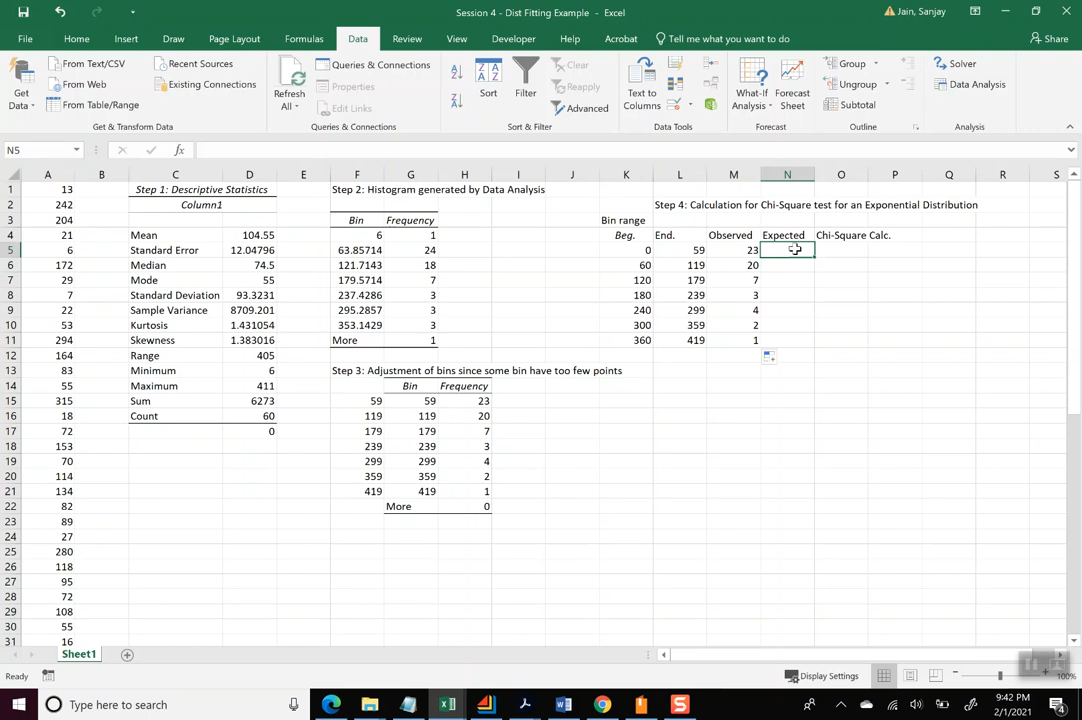 Session 4 - Dist Fitting Example - Excel
Jain, Sanjay
File Home Insert Draw Page Layout Formulas Data Review View Developer Help Acrobat Tell me what you want to do Share
Get Data
From Text/CSV
From Web
From Table/Range
Recent Sources
Existing Connections
Get & Transform Data
Refresh All
Queries & Connections
Properties
Edit Links
Queries & Connections
Sort
Filter
Clear
Reapply
Advanced
Sort & Filter
Text to Columns
Data Tools
What-If Analysis
Forecast Sheet
Forecast
Group
Ungroup
Subtotal
Outline
Solver
Data Analysis
Analysis
N5 fx
A B C D E F G H I J K L M N O P Q R S
1 13 Step 1: Descriptive Statistics Step 2: Histogram generated by Data Analysis
2 242 Column1 Step 4: Calculation for Chi-Square test for an Exponential Distribution
3 204 Bin Frequency Bin range
4 21 Mean 104.55 6 1 Beg. End. Observed Expected Chi-Square Calc.
5 6 Standard Error 12.04796 63.85714 24 0 59 23
6 172 Median 74.5 121.7143 18 60 119 20
7 29 Mode 55 179.5714 7 120 179 7
8 7 Standard Deviation 93.3231 237.4286 3 180 239 3
9 22 Sample Variance 8709.201 295.2857 3 240 299 4
10 53 Kurtosis 1.431054 353.1429 3 300 359 2
11 294 Skewness 1.383016 More 1 360 419 1
12 164 Range 405
13 83 Minimum 6 Step 3: Adjustment of bins since some bin have too few points
14 55 Maximum 411 Bin Frequency
15 315 Sum 6273 59 59 23
16 18 Count 60 119 119 20
17 72 0 179 179 7
18 153 239 239 3
19 70 299 299 4
20 114 359 359 2
21 134 419 419 1
22 82 More 0
23 89
24 27
25 280
26 118
27 95
28 72
29 108
30 55
31 16
Sheet1
Ready Display Settings 100%
Type here to search
9:42 PM
2/1/2021
4